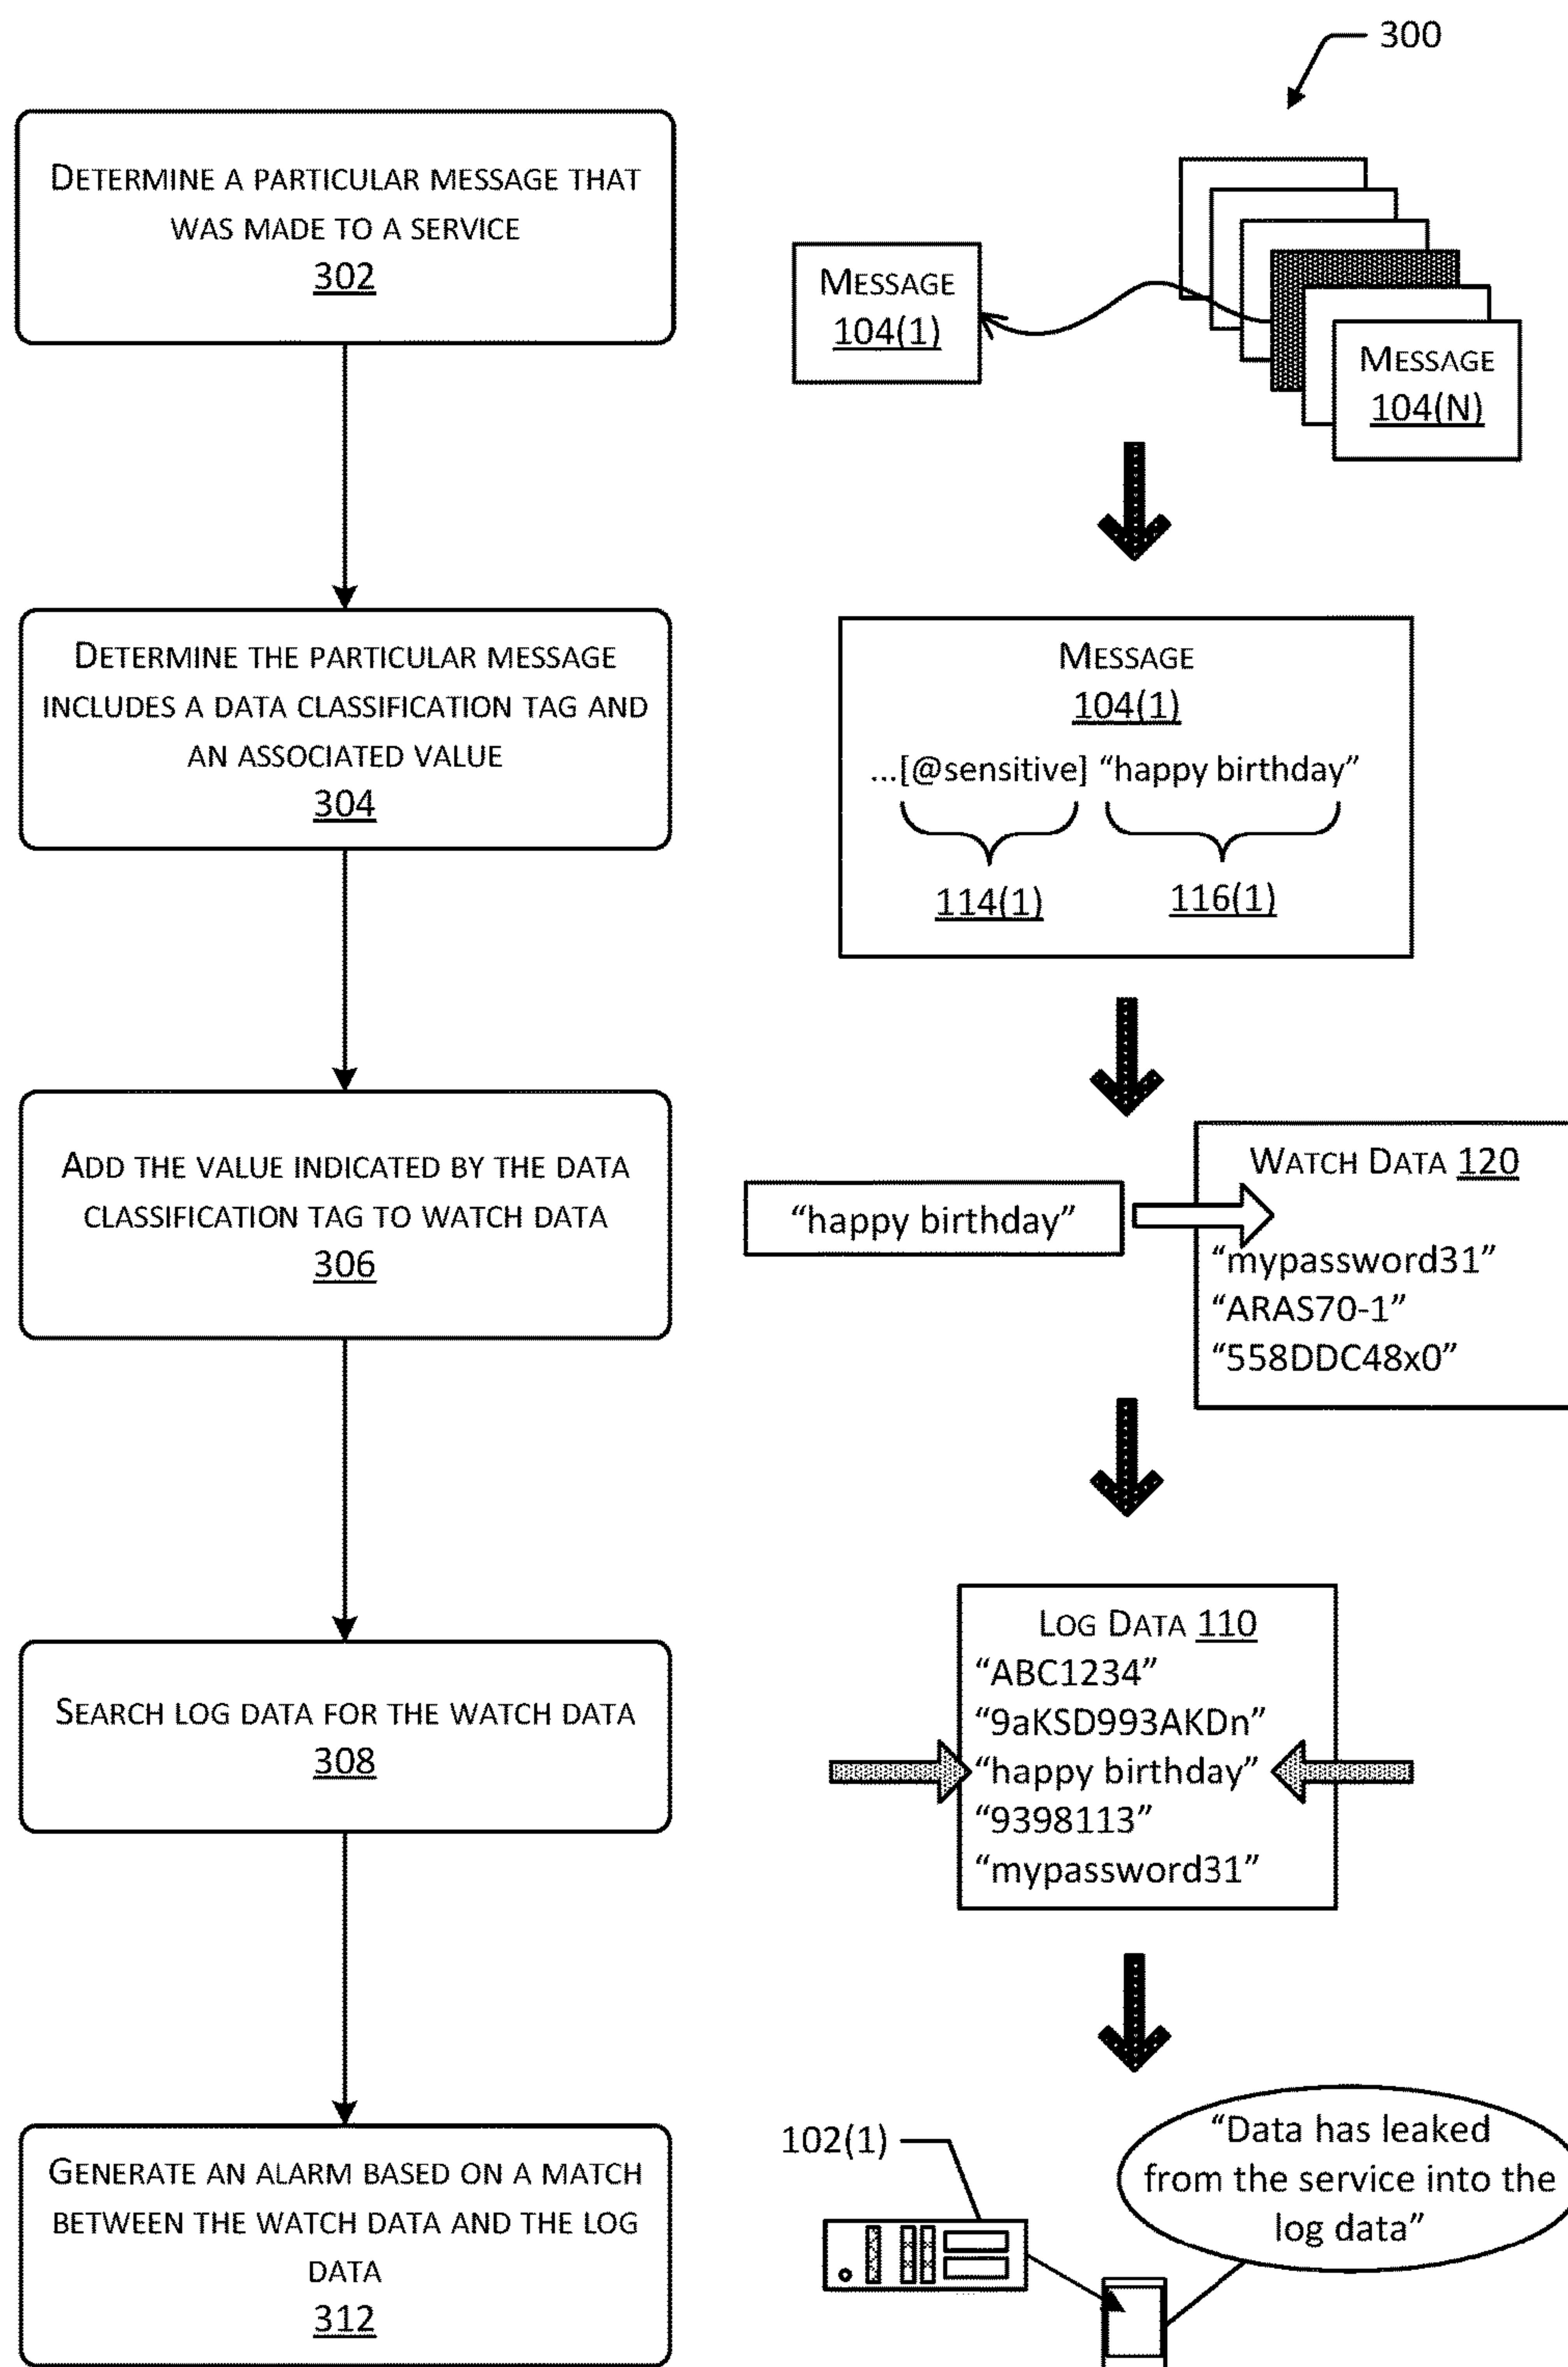 300
DETERMINE A PARTICULAR MESSAGE THAT
WAS MADE TO A SERVICE
302
MESSAGE
104(1)
MESSAGE
104(N)
DETERMINE THE PARTICULAR MESSAGE
INCLUDES A DATA CLASSIFICATION TAG AND
AN ASSOCIATED VALUE
304
MESSAGE
104(1)
...[@sensitive] “happy birthday”
114(1) 116(1)
ADD THE VALUE INDICATED BY THE DATA
CLASSIFICATION TAG TO WATCH DATA
306
“happy birthday”
WATCH DATA 120
“mypassword31”
“ARAS70-1”
“558DDC48x0”
SEARCH LOG DATA FOR THE WATCH DATA
308
LOG DATA 110
“ABC1234”
“9aKSD993AKDn”
“happy birthday”
“9398113”
“mypassword31”
GENERATE AN ALARM BASED ON A MATCH
BETWEEN THE WATCH DATA AND THE LOG
DATA
312
102(1)
“Data has leaked
from the service into the
log data”